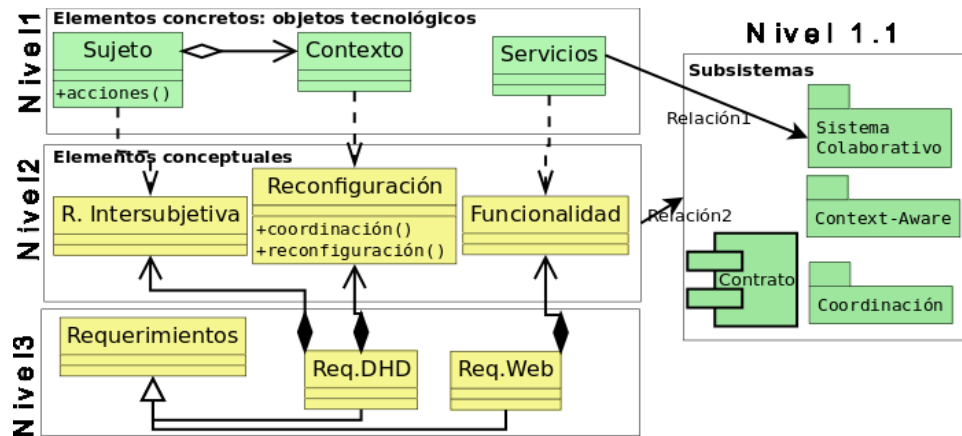 Nivel1
Elementos concretos: objetos tecnológicos
Sujeto
+acciones()
Contexto
Servicios
Nivel 1.1
Subsistemas
Relación1
Sistema
Colaborativo
Nivel2
Elementos conceptuales
R. Intersubjetiva
Reconfiguración
+coordinación()
+reconfiguración()
Funcionalidad
Relación2
Context-Aware
Contrato
Coordinación
Nivel3
Requerimientos
Req.DHD
Req.Web